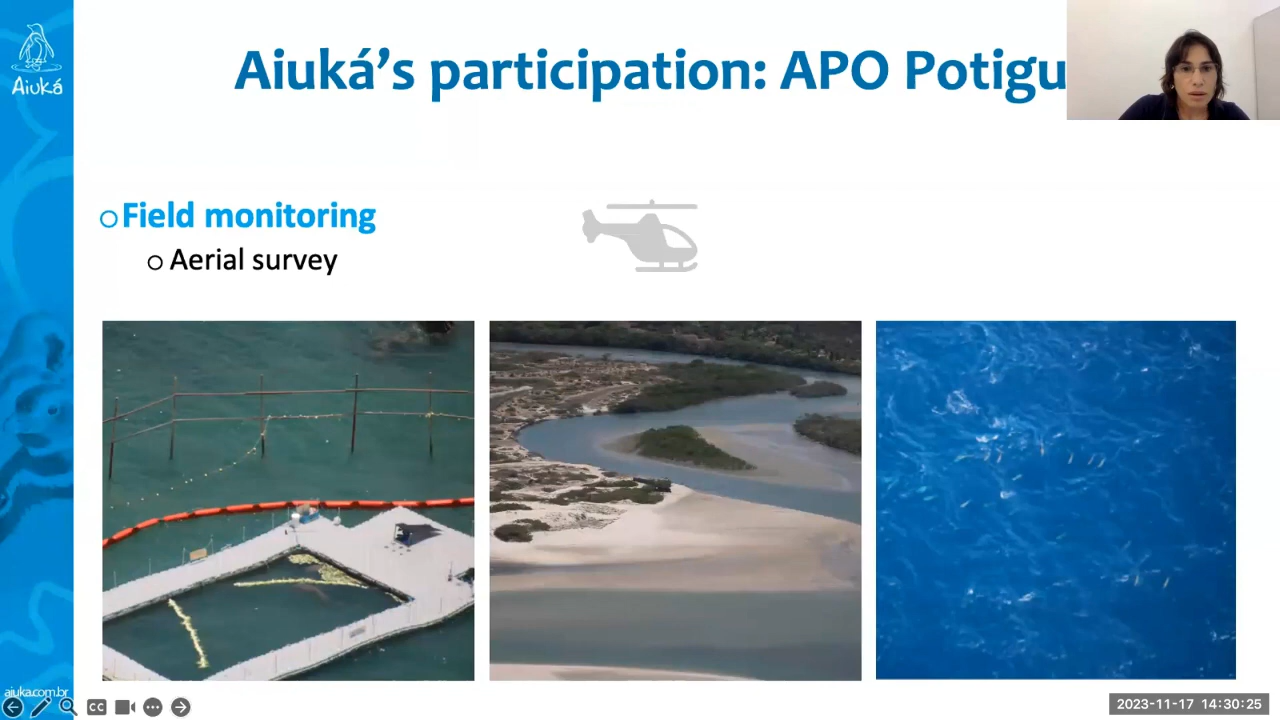 Aiuká
Aiuká's participation: APO Potigu
Field monitoring
Aerial survey
aiuka.com.br
CC
2023-11-17 14:30:25